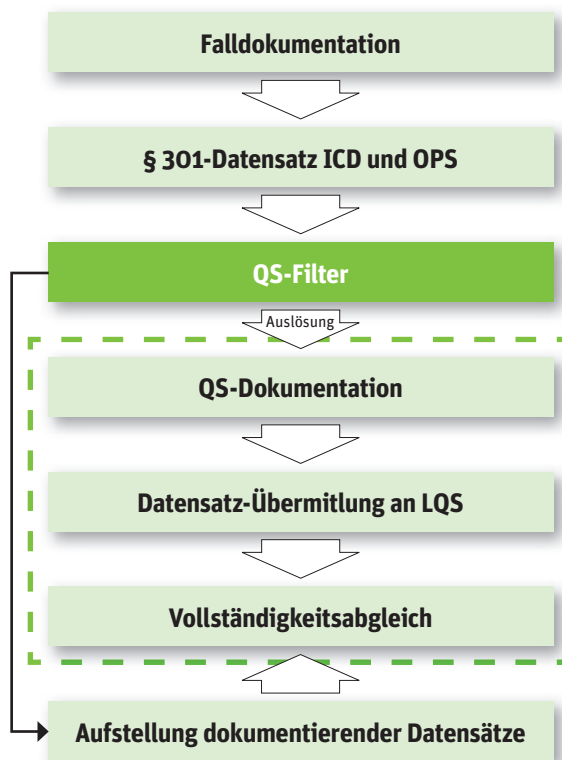 Falldokumentation
§ 301-Datensatz ICD und OPS
QS-Filter
Auslösung
QS-Dokumentation
Datensatz-Übermitlung an LQS
Vollständigkeitsabgleich
Aufstellung dokumentierender Datensätze